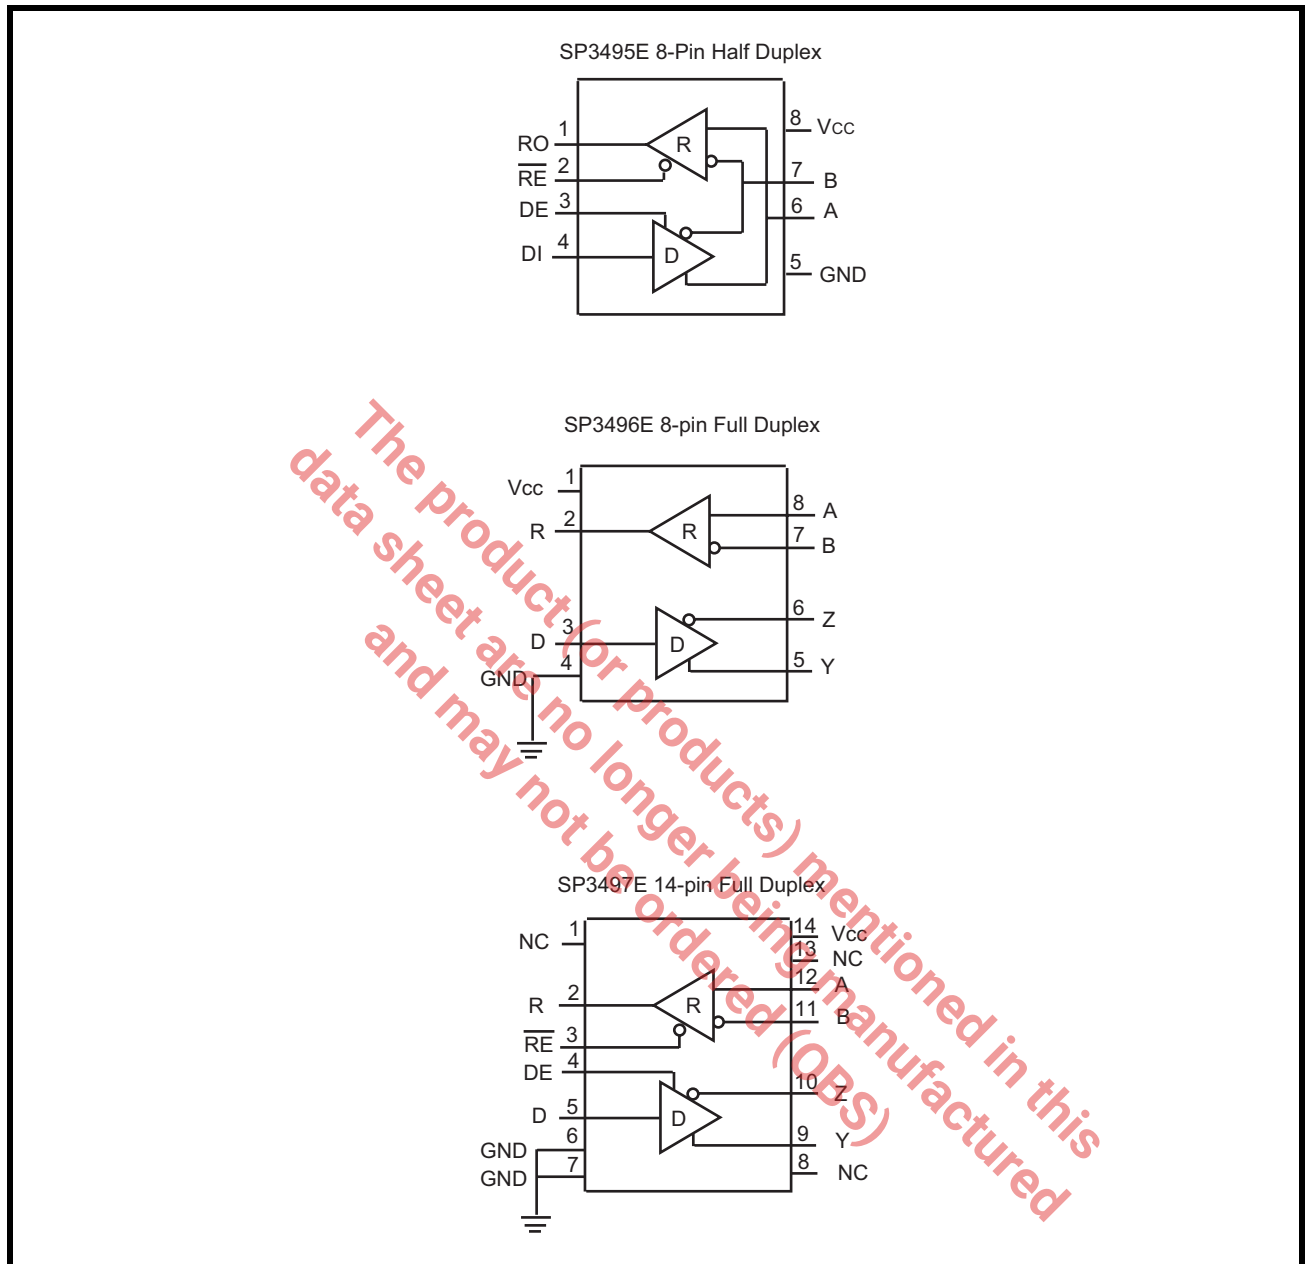 SP3495E 8-Pin Half Duplex
RO 1
RE 2
DE 3
DI 4
R
D
8 VCC
7 B
6 A
5 GND
SP3496E 8-pin Full Duplex
Vcc 1
R 2
D 3
GND 4
R
D
8 A
7 B
6 Z
5 Y
SP3497E 14-pin Full Duplex
NC 1
R 2
RE 3
DE 4
D 5
GND 6
GND 7
R
D
14 Vcc
13 NC
12 A
11 B
10 Z
9 Y
8 NC
The product (or products) mentioned in this
data sheet are no longer being manufactured
and may not be ordered (OBS)